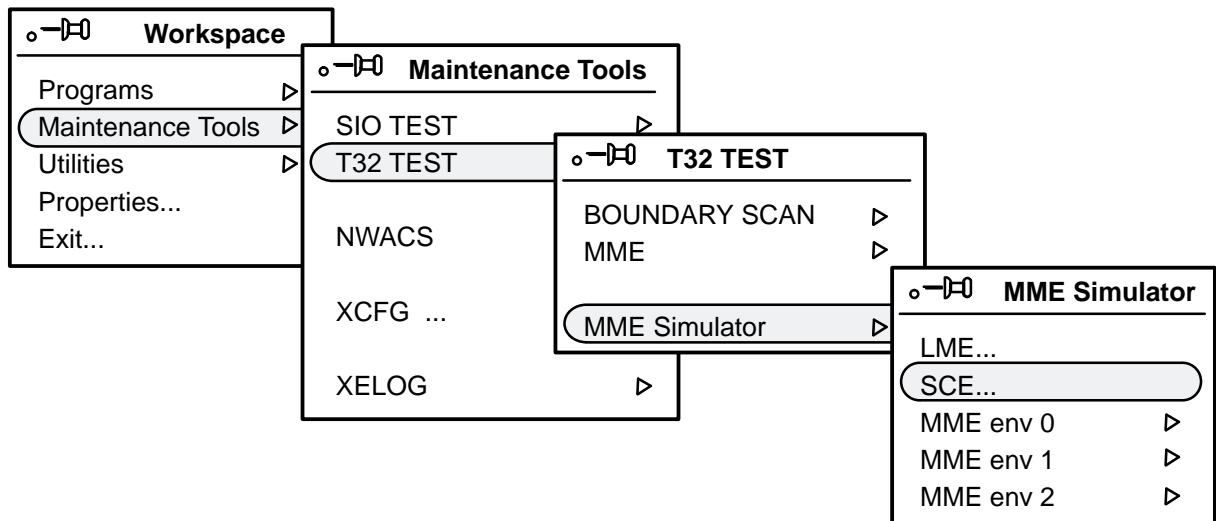 Workspace
Programs
Maintenance Tools
Utilities
Properties...
Exit...
Maintenance Tools
SIO TEST
T32 TEST
NWACS
XCFG ...
XELOG
T32 TEST
BOUNDARY SCAN
MME
MME Simulator
MME Simulator
LME...
SCE...
MME env 0
MME env 1
MME env 2